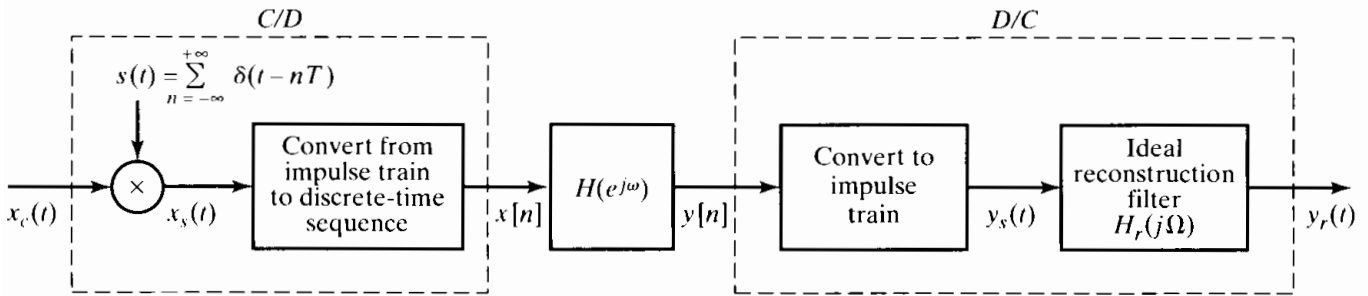 C/D
D/C
+∞
s(t) = ∑ δ(t – nT)
n = –∞
Convert from
impulse train
to discrete-time
sequence
H(e^{jω})
Convert to
impulse
train
Ideal
reconstruction
filter
H_r(jΩ)
×
x_c(t)
x_s(t)
x[n]
y[n]
y_s(t)
y_r(t)